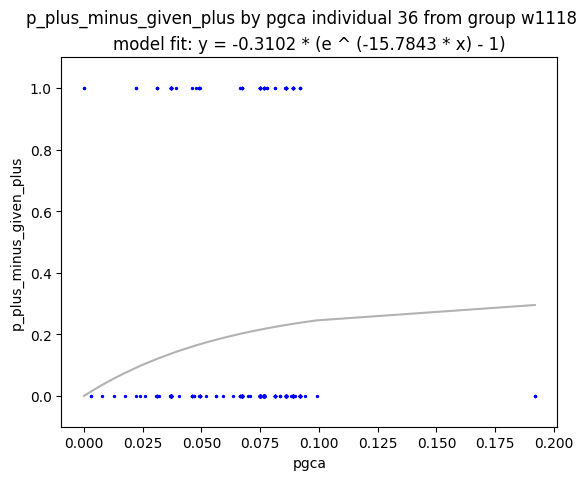 p_plus_minus_given_plus by pgca individual 36 from group w1118
model fit: y = -0.3102 * (e ^ (-15.7843 * x) - 1)
p_plus_minus_given_plus
1.0
0.8
0.6
0.4
0.2
0.0
0.000 0.025 0.050 0.075 0.100 0.125 0.150 0.175 0.200
pgca